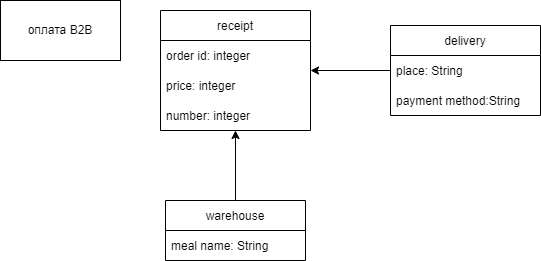 оплата B2B
receipt
order id: integer
price: integer
number: integer
delivery
place: String
payment method:String
warehouse
meal name: String